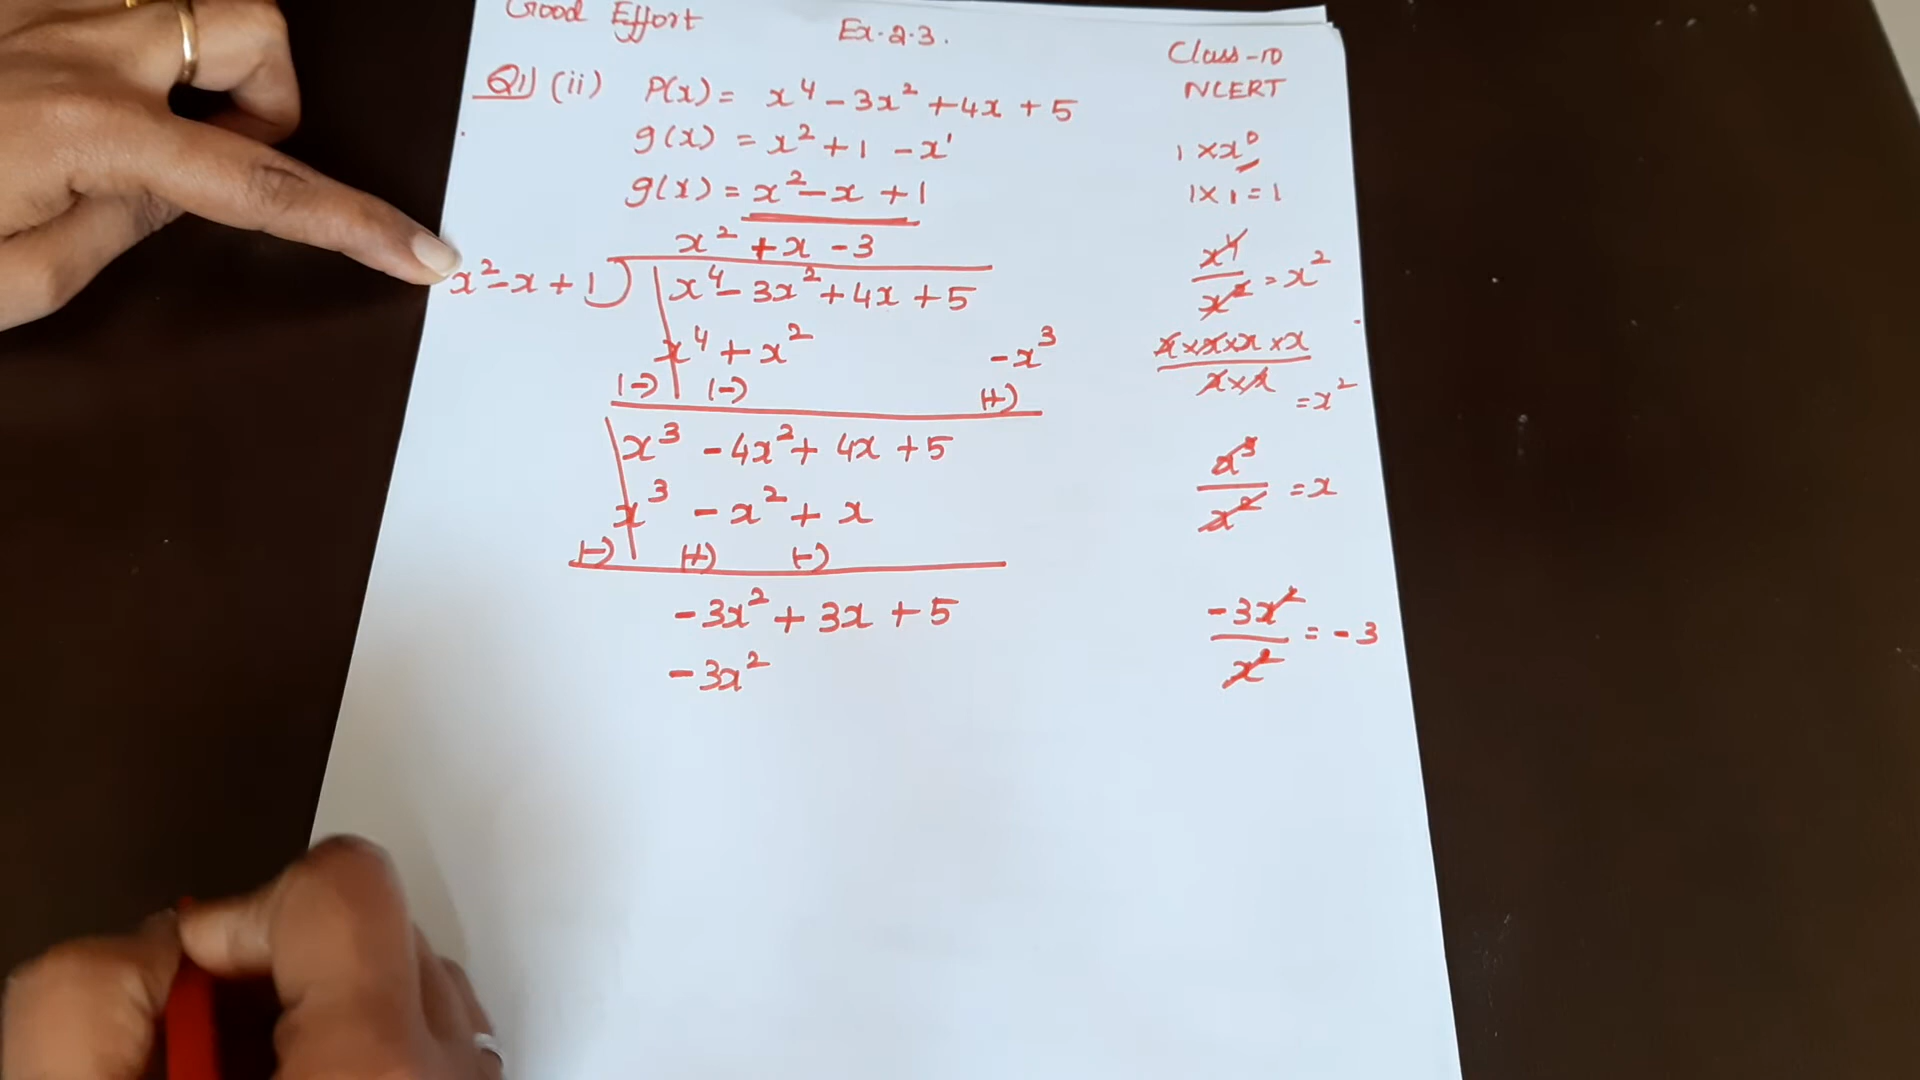 Good Effort
Ex.2.3.
Class-10
NCERT
Q1) (ii) P(x) = x⁴ - 3x² + 4x + 5
g(x) = x² + 1 - x¹
g(x) = x² - x + 1
x² + x - 3
x² - x + 1) x⁴ - 3x² + 4x + 5
x⁴ + x² - x³
(-) (-) (+)
x³ - 4x² + 4x + 5
x³ - x² + x
(-) (+) (-)
-3x² + 3x + 5
-3x²
1 × x⁰
1 × 1 = 1
x⁴
/x² = x²
x × x × x × x
/x × x
= x²
x³
/x² = x
-3x²
/x² = -3